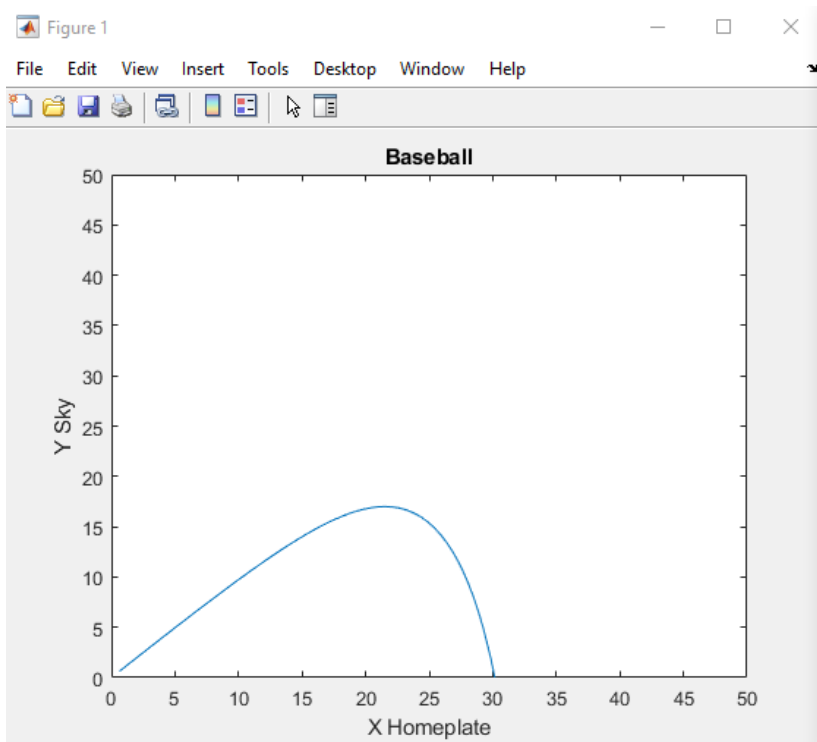 Figure 1
File Edit View Insert Tools Desktop Window Help
Baseball
50
45
40
35
30
25
20
15
10
5
0
Y Sky
0 5 10 15 20 25 30 35 40 45 50
X Homeplate